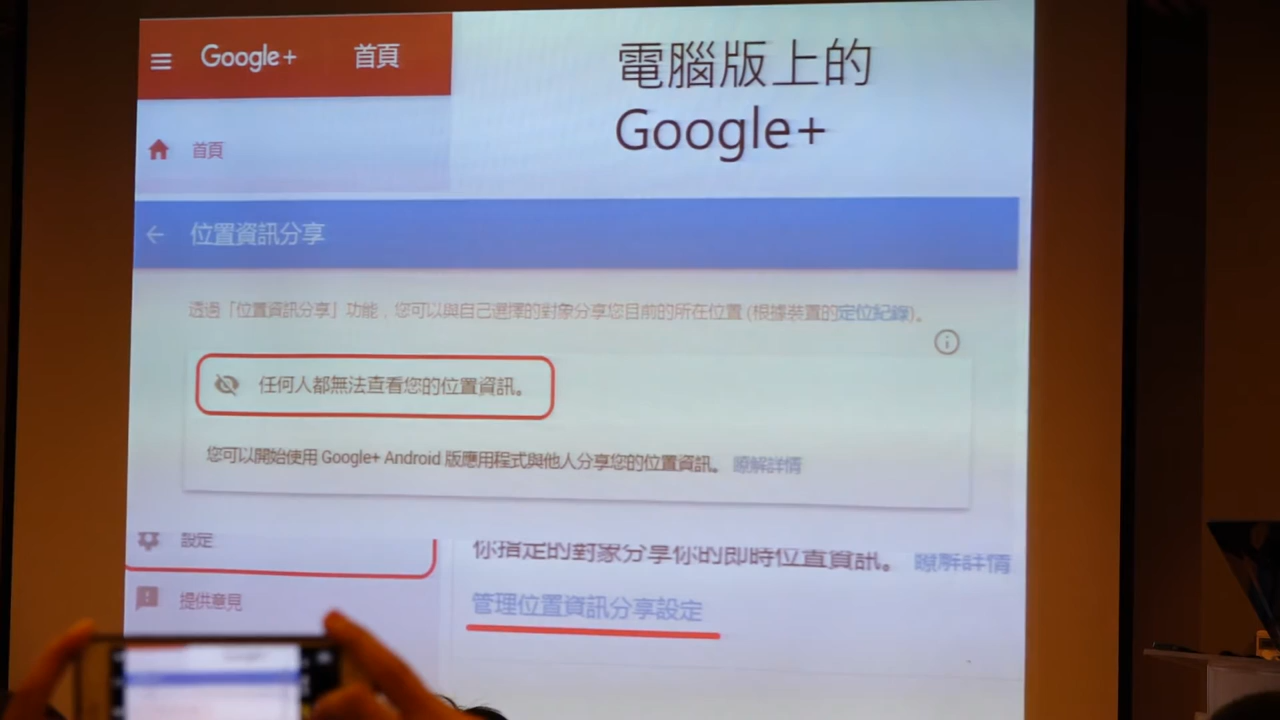 Google+ 首頁
電腦版上的
Google+
首頁
位置資訊分享
透過「位置資訊分享」功能，您可以與自己選擇的對象分享您目前的所在位置 (根據裝置的定位紀錄)。
任何人都無法查看您的位置資訊。
您可以開始使用 Google+ Android 版應用程式與他人分享您的位置資訊。 瞭解詳情
設定
你指定的對象分享你的即時位置資訊。 瞭解詳情
提供意見
管理位置資訊分享設定